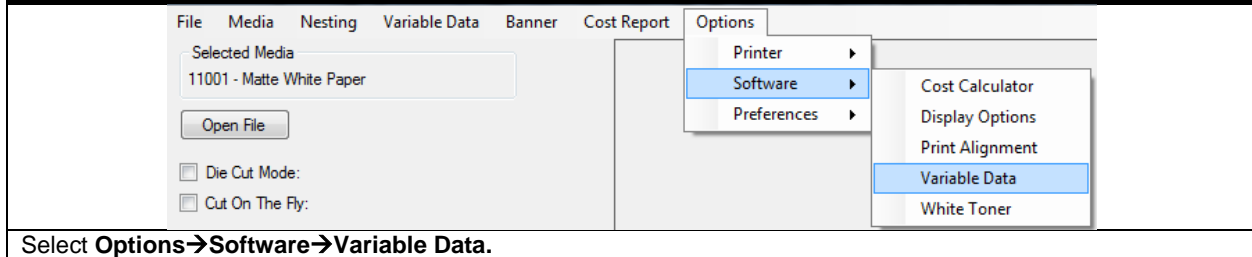 File Media Nesting Variable Data Banner Cost Report Options
Selected Media
11001 - Matte White Paper
Open File
Die Cut Mode:
Cut On The Fly:
Printer
Software
Preferences
Cost Calculator
Display Options
Print Alignment
Variable Data
White Toner
Select Options→Software→Variable Data.